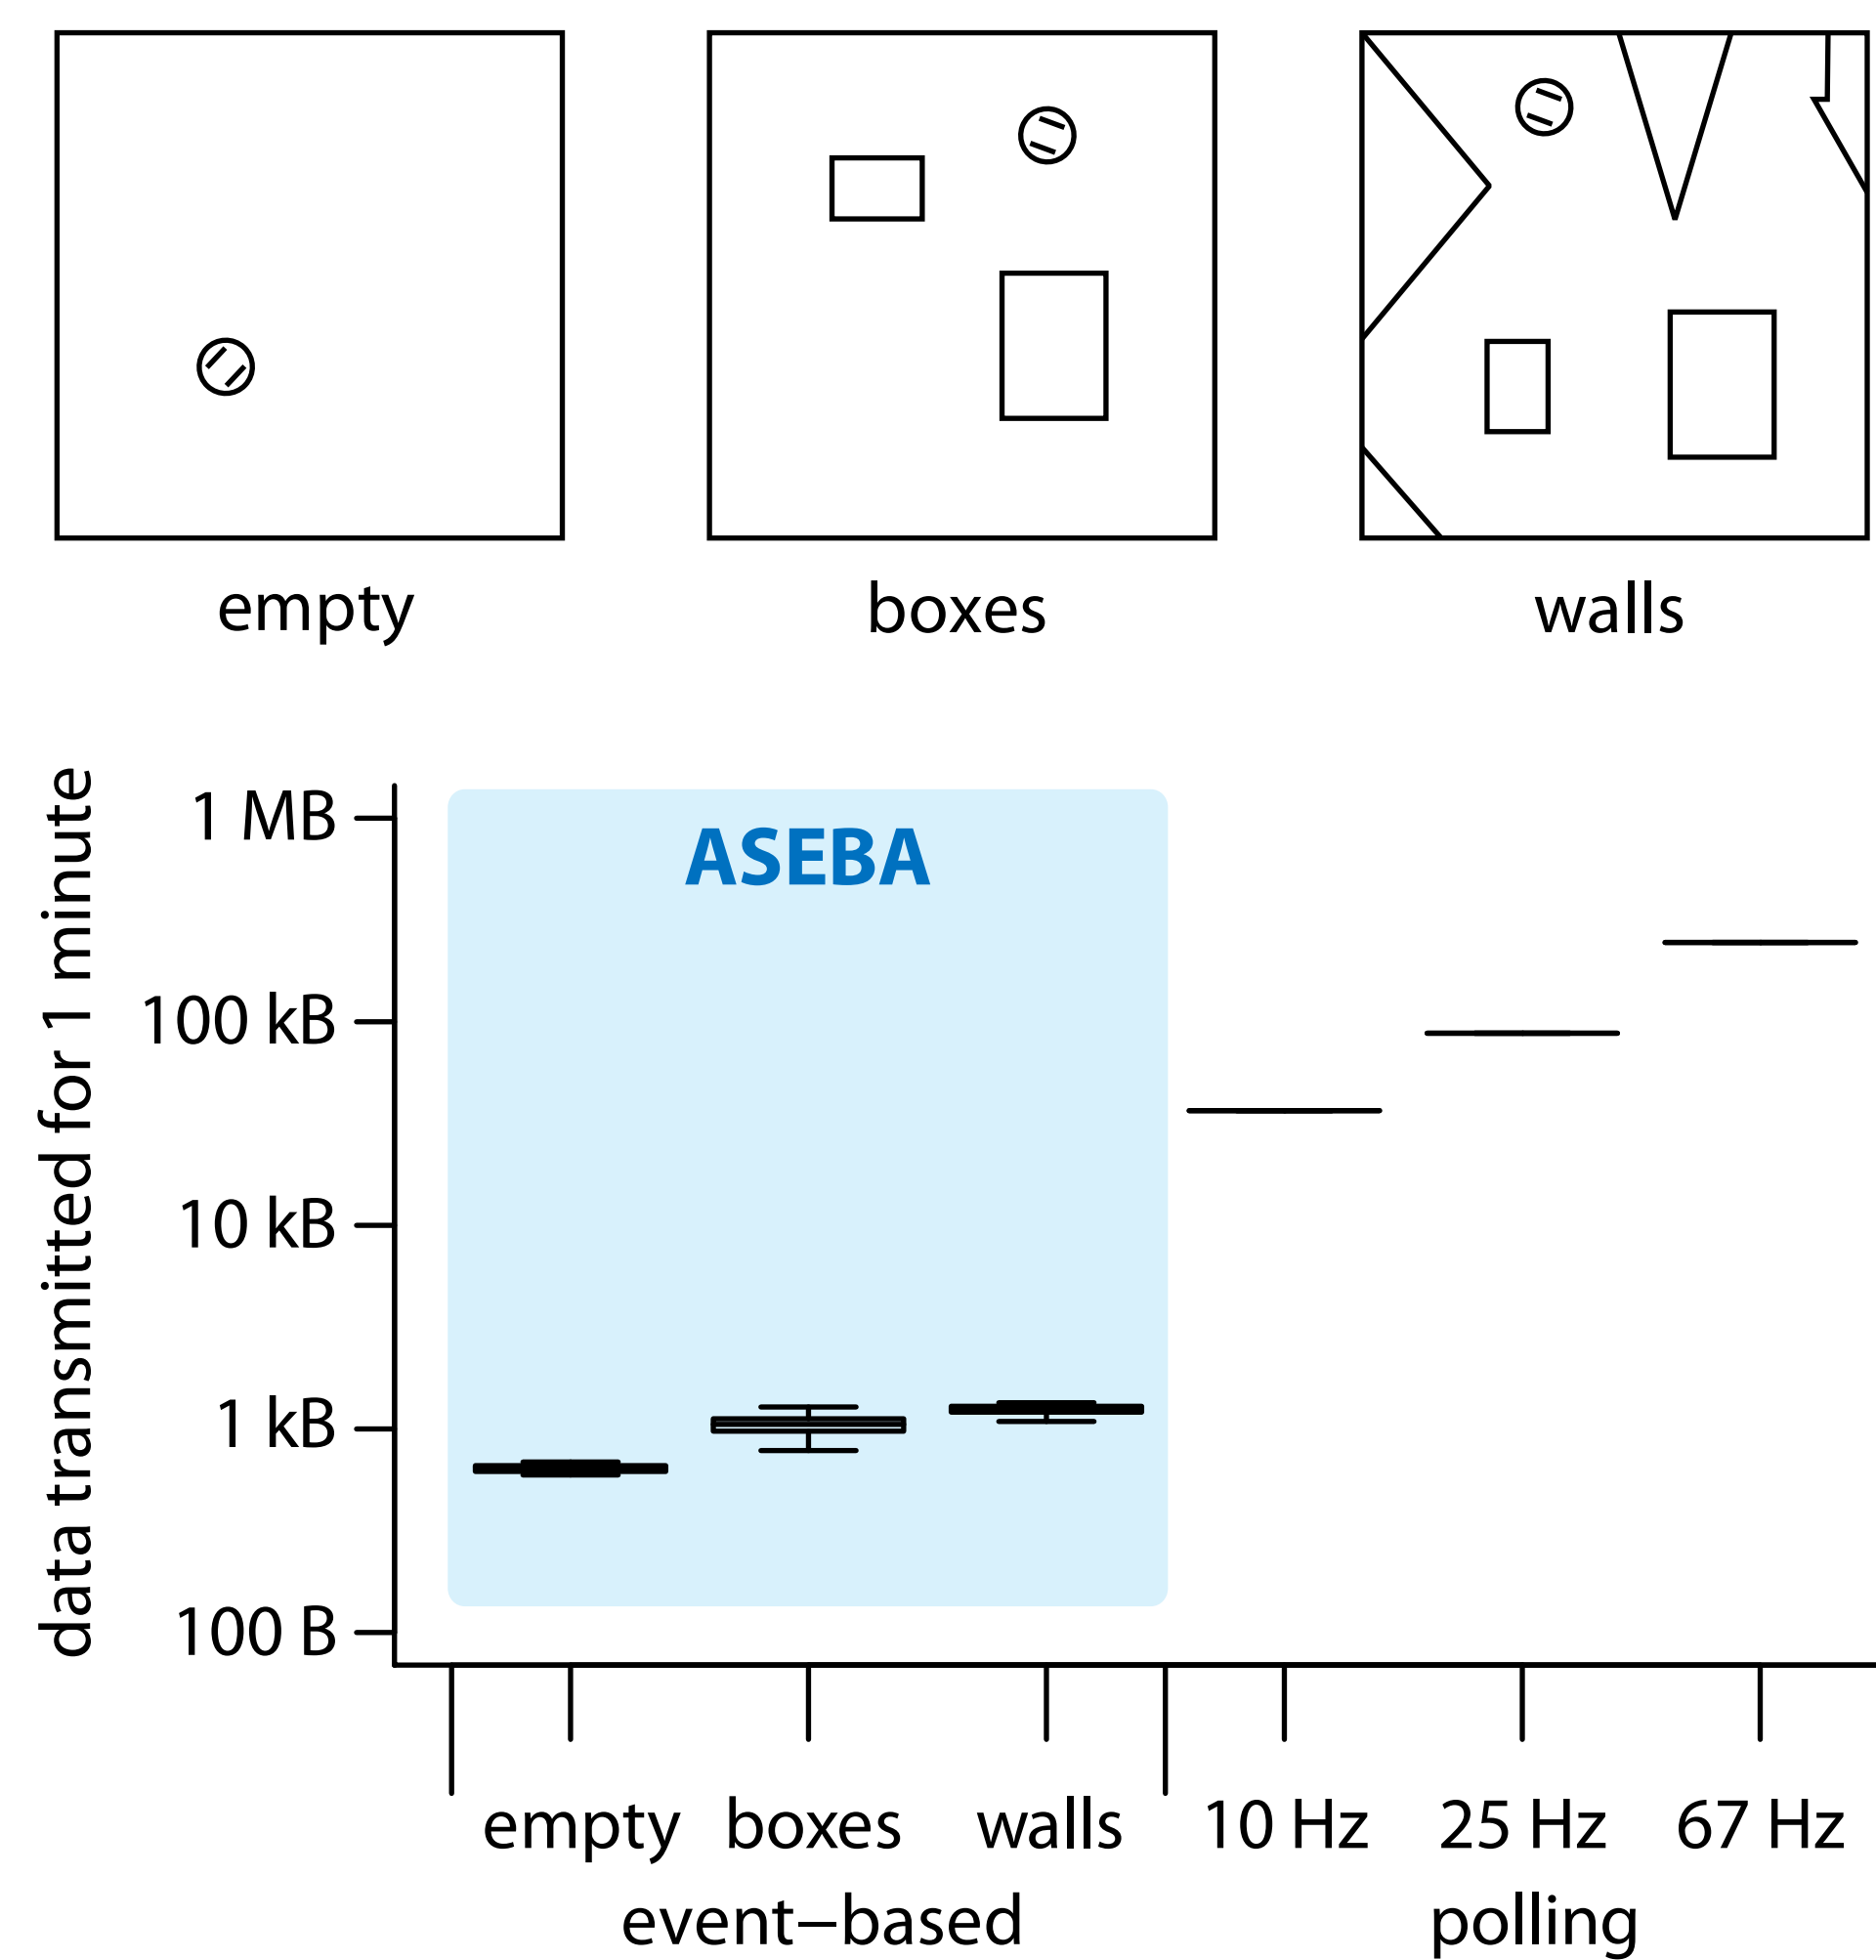 empty
boxes
walls
data transmitted for 1 minute
1 MB
100 kB
10 kB
1 kB
100 B
ASEBA
empty boxes walls 10 Hz 25 Hz 67 Hz
event–based polling